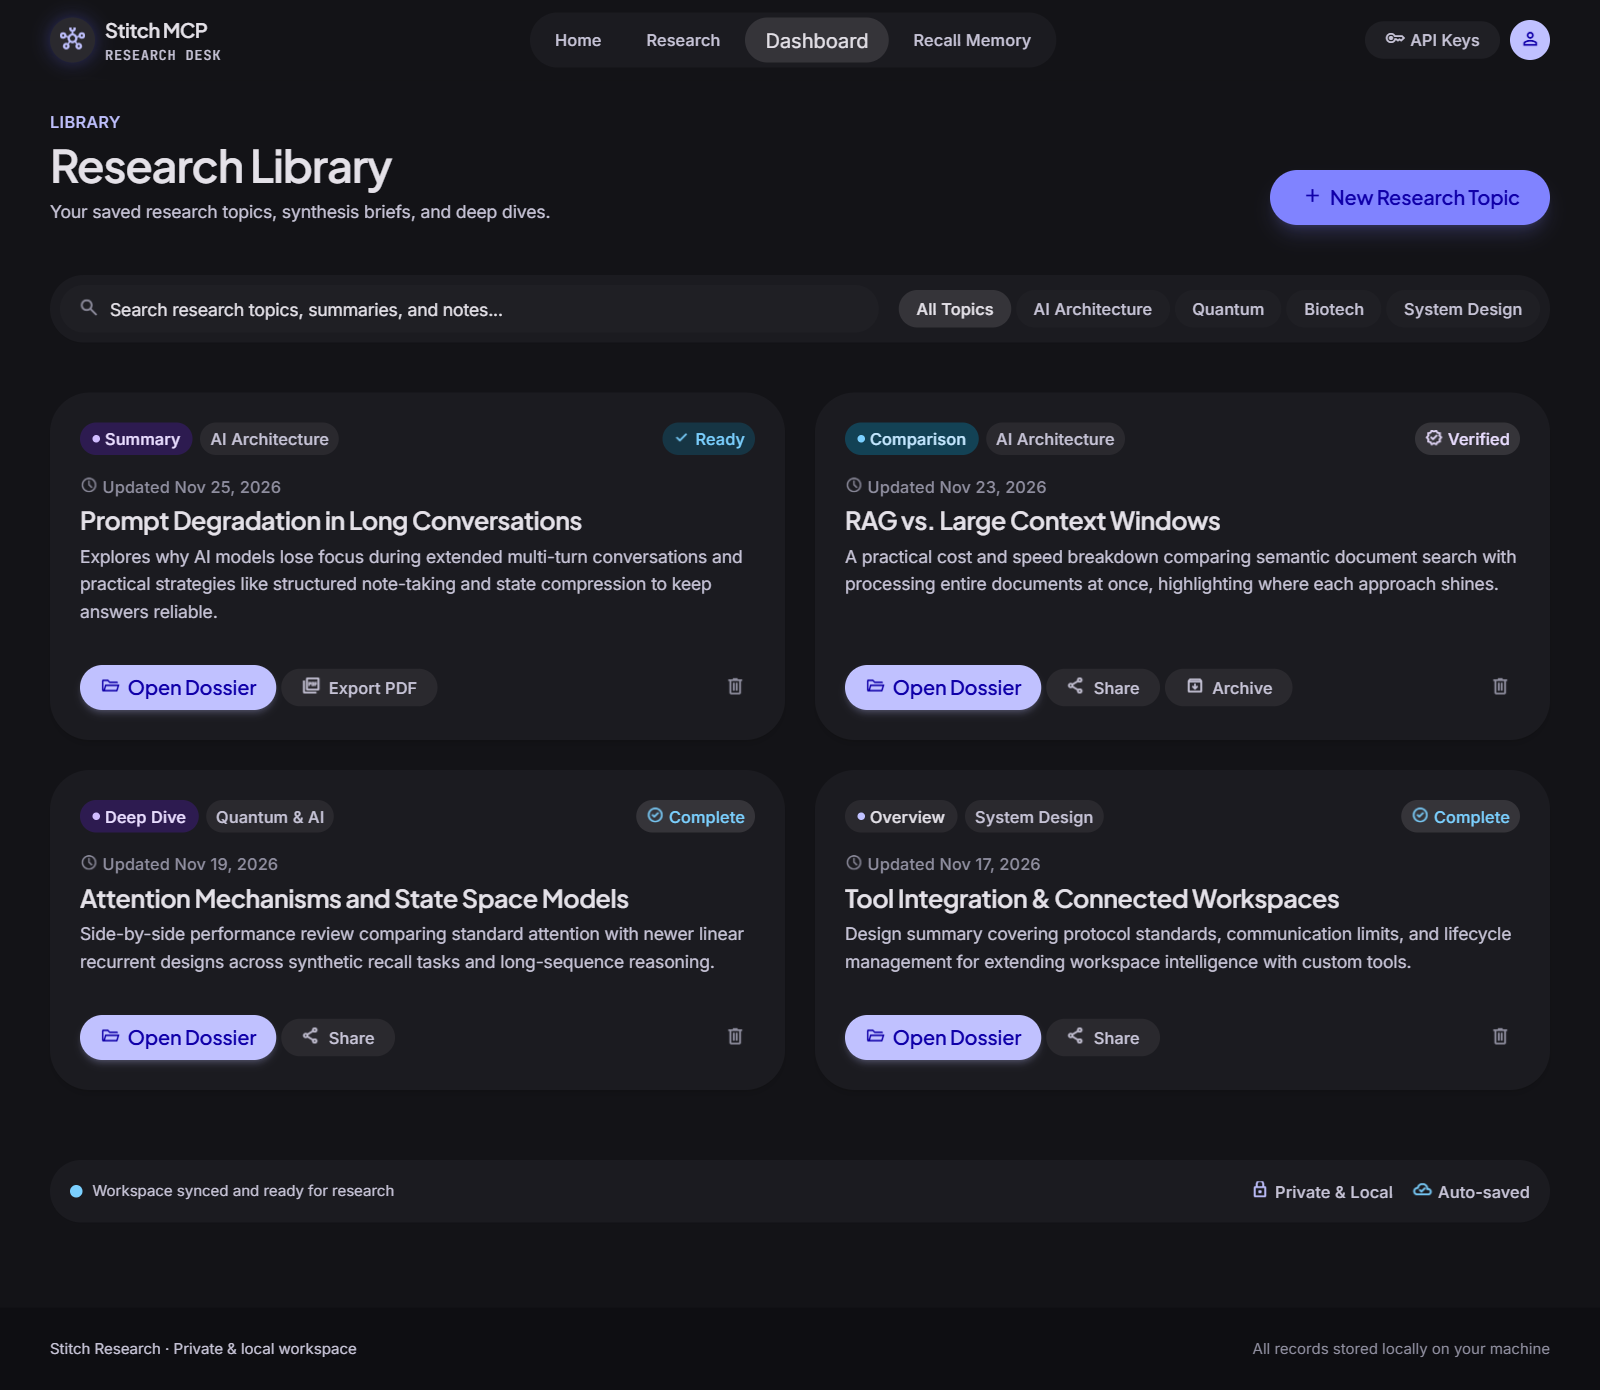 Stitch MCP
RESEARCH DESK
Home
Research
Dashboard
Recall Memory
API Keys
LIBRARY
Research Library
Your saved research topics, synthesis briefs, and deep dives.
New Research Topic
Search research topics, summaries, and notes...
All Topics
AI Architecture
Quantum
Biotech
System Design
Summary
AI Architecture
Ready
Updated Nov 25, 2026
Prompt Degradation in Long Conversations
Explores why AI models lose focus during extended multi-turn conversations and
practical strategies like structured note-taking and state compression to keep
answers reliable.
Open Dossier
Export PDF
Comparison
AI Architecture
Verified
Updated Nov 23, 2026
RAG vs. Large Context Windows
A practical cost and speed breakdown comparing semantic document search with
processing entire documents at once, highlighting where each approach shines.
Open Dossier
Share
Archive
Deep Dive
Quantum & AI
Complete
Updated Nov 19, 2026
Attention Mechanisms and State Space Models
Side-by-side performance review comparing standard attention with newer linear
recurrent designs across synthetic recall tasks and long-sequence reasoning.
Open Dossier
Share
Overview
System Design
Complete
Updated Nov 17, 2026
Tool Integration & Connected Workspaces
Design summary covering protocol standards, communication limits, and lifecycle
management for extending workspace intelligence with custom tools.
Open Dossier
Share
Workspace synced and ready for research
Private & Local
Auto-saved
Stitch Research · Private & local workspace
All records stored locally on your machine